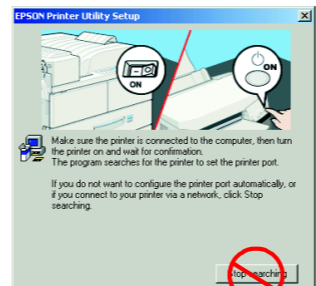 EPSON Printer Utility Setup
ON
ON
Make sure the printer is connected to the computer, then turn
the printer on and wait for confimation.
The program searches for the printer to set the printer port.
If you do not want to configure the printer port automatically, or
if you connect to your printer via a network, click Stop
searching.
Stop searching